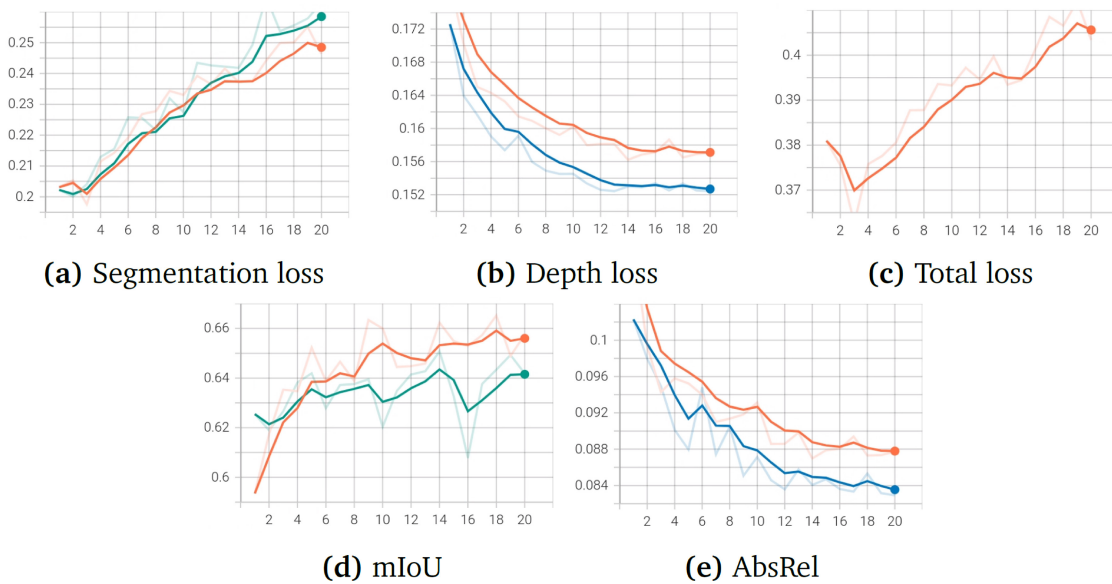 0.25
0.24
0.23
0.22
0.21
0.2
2 4 6 8 10 12 14 16 18 20
(a) Segmentation loss
0.172
0.168
0.164
0.16
0.156
0.152
2 4 6 8 10 12 14 16 18 20
(b) Depth loss
0.4
0.39
0.38
0.37
2 4 6 8 10 12 14 16 18 20
(c) Total loss
0.66
0.64
0.62
0.6
2 4 6 8 10 12 14 16 18 20
(d) mIoU
0.1
0.096
0.092
0.088
0.084
2 4 6 8 10 12 14 16 18 20
(e) AbsRel